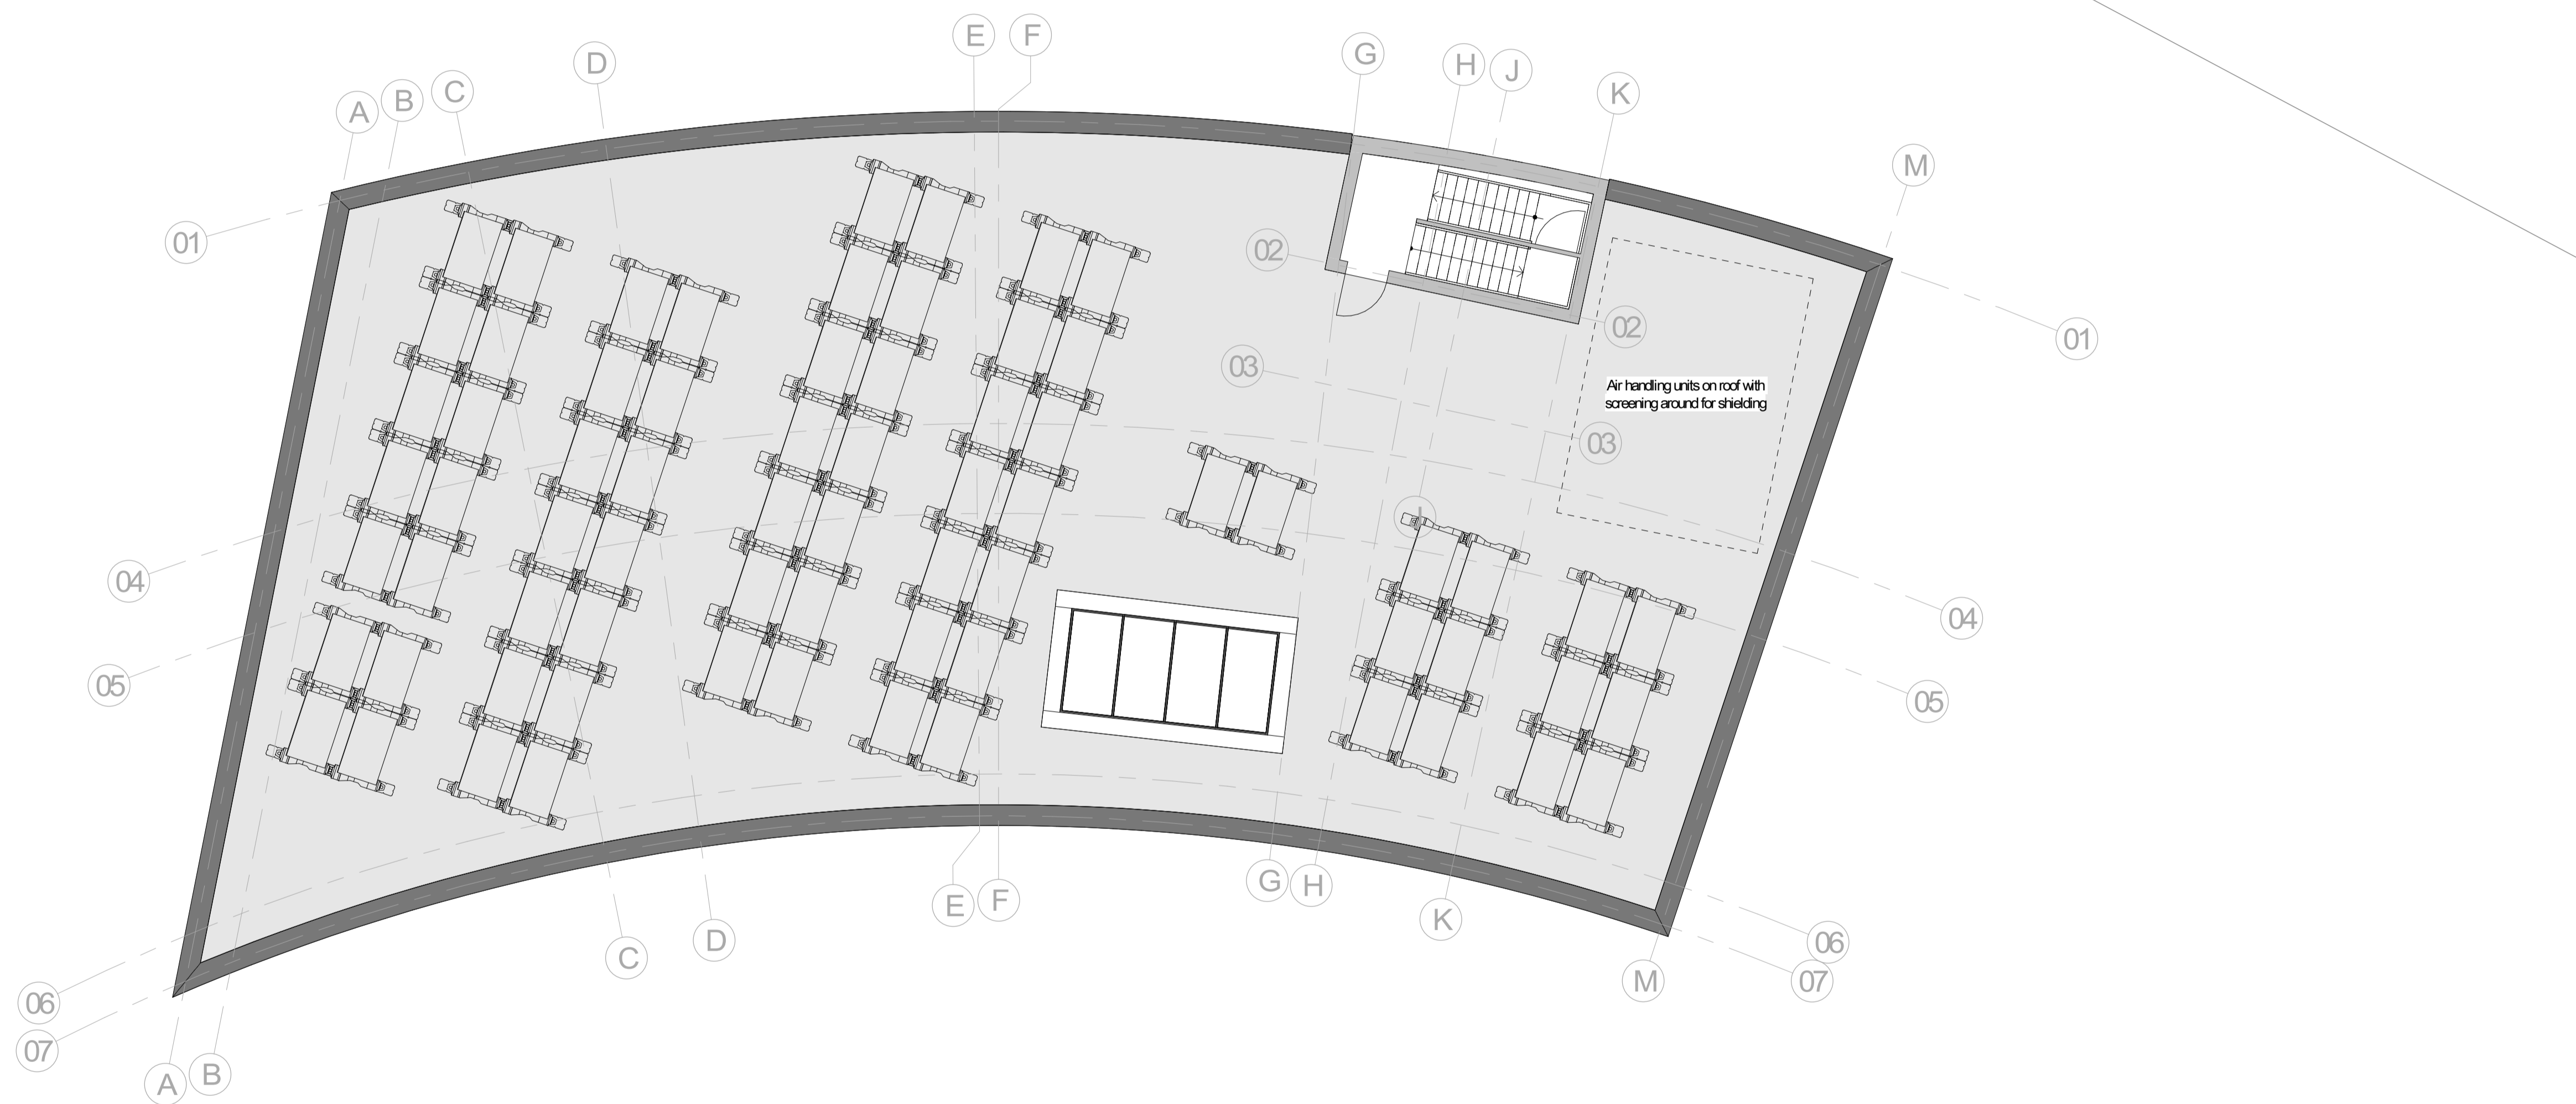 A
B
C
D
E
F
G
H
J
K
M
01
02
03
02
03
01
Air handling units on roof with
screening around for shielding
J
04
05
04
05
06
07
A
B
C
D
E
F
G
H
K
M
06
07